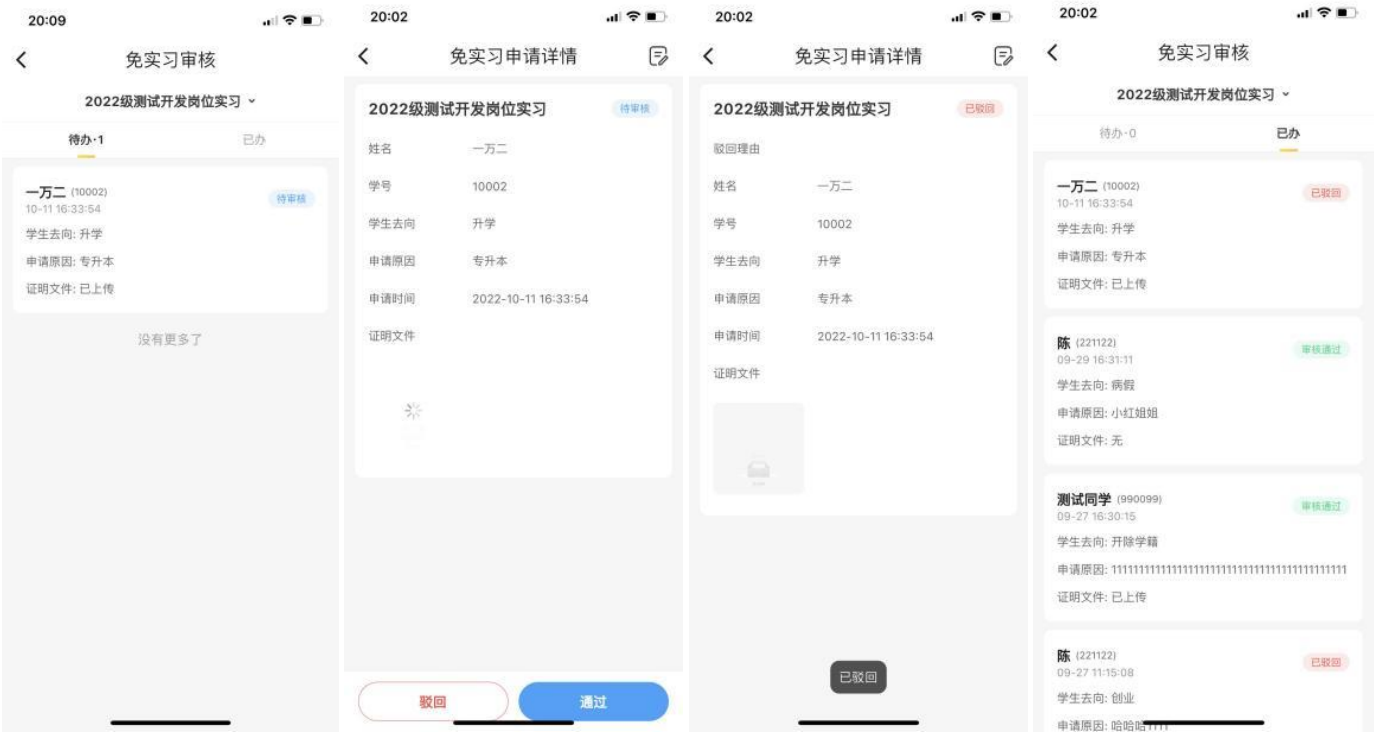 20:09
免实习审核
2022级测试开发岗位实习
待办·1
已办
一万二 (10002)
待审核
10-11 16:33:54
学生去向: 升学
申请原因: 专升本
证明文件: 已上传
没有更多了
20:02
免实习申请详情
2022级测试开发岗位实习
待审核
姓名 一万二
学号 10002
学生去向 升学
申请原因 专升本
申请时间 2022-10-11 16:33:54
证明文件
驳回
通过
20:02
免实习申请详情
2022级测试开发岗位实习
已驳回
驳回理由
姓名 一万二
学号 10002
学生去向 升学
申请原因 专升本
申请时间 2022-10-11 16:33:54
证明文件
已驳回
20:02
免实习审核
2022级测试开发岗位实习
待办·0
已办
一万二 (10002)
已驳回
10-11 16:33:54
学生去向: 升学
申请原因: 专升本
证明文件: 已上传
陈 (221122)
审核通过
09-29 16:31:11
学生去向: 病假
申请原因: 小红姐姐
证明文件: 无
测试同学 (990099)
审核通过
09-27 16:30:15
学生去向: 开除学籍
申请原因:
证明文件: 已上传
陈 (221122)
已驳回
09-27 11:15:08
学生去向: 创业
申请原因: 哈哈哈